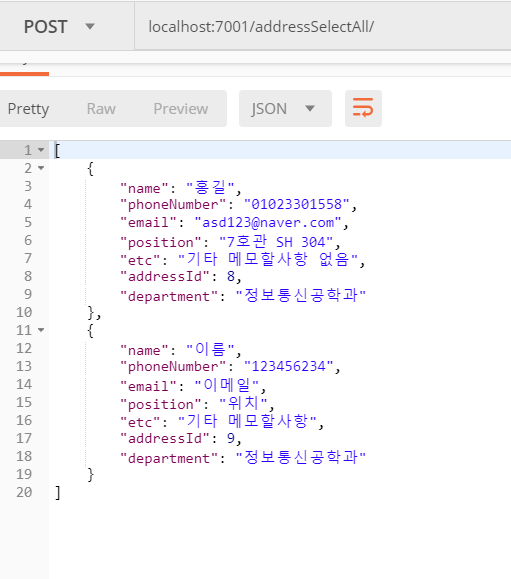 POST localhost:7001/addressSelectAll/
Pretty Raw Preview JSON
1 [
2 {
3 "name": "홍길",
4 "phoneNumber": "01023301558",
5 "email": "asd123@naver.com",
6 "position": "7호관 SH 304",
7 "etc": "기타 메모할사항 없음",
8 "addressId": 8,
9 "department": "정보통신공학과"
10 },
11 {
12 "name": "이름",
13 "phoneNumber": "123456234",
14 "email": "이메일",
15 "position": "위치",
16 "etc": "기타 메모할사항",
17 "addressId": 9,
18 "department": "정보통신공학과"
19 }
20 ]